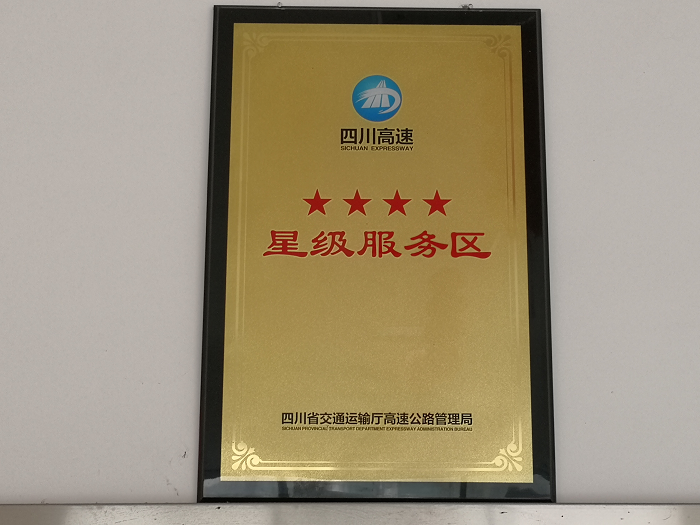 四川高速
SICHUAN EXPRESSWAY
★★★★
星级服务区
四川省交通运输厅高速公路管理局
SICHUAN PROVINCIAL TRANSPORT DEPARTMENT EXPRESSWAY ADMINISTRATION BUREAU